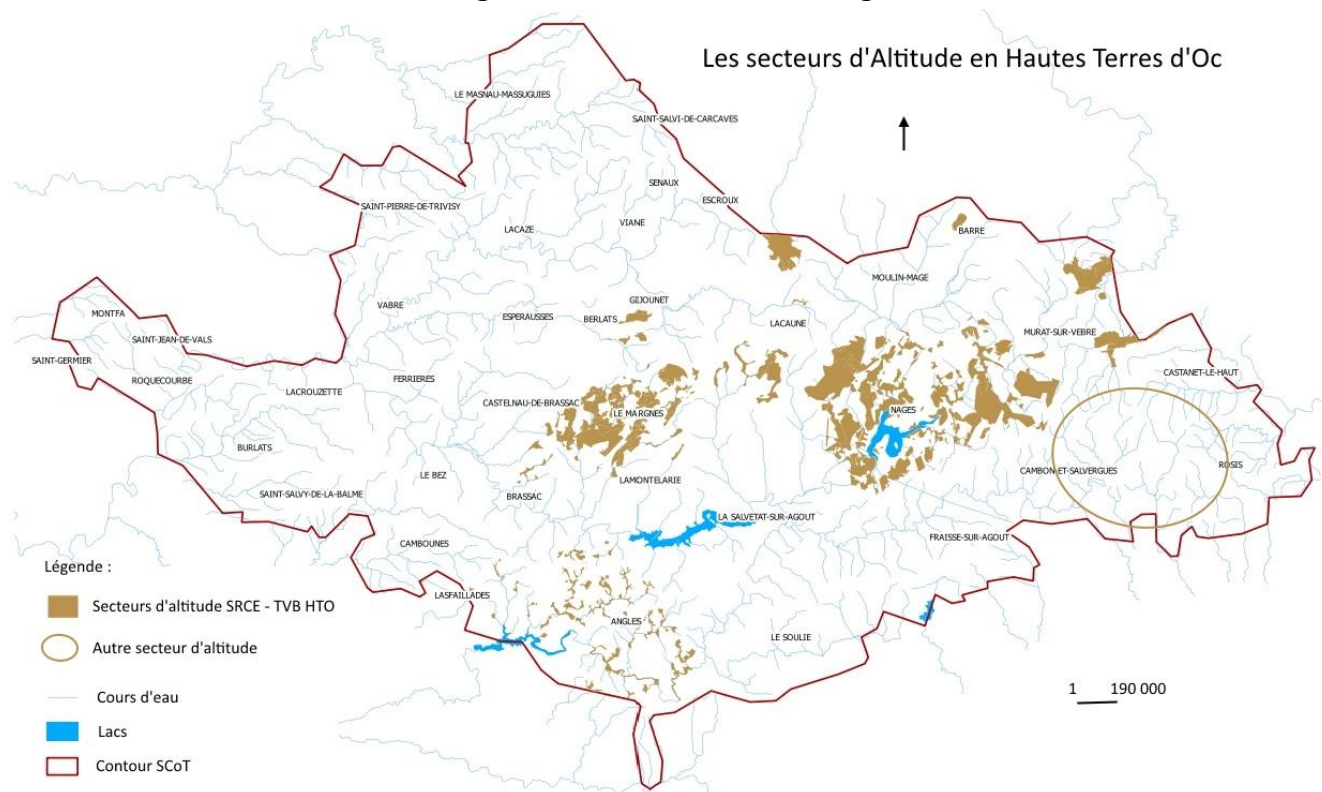 Les secteurs d'Altitude en Hautes Terres d'Oc
LE MASNAU-MASSUGUIES
SAINT-SALVI-DE-CARCAVES
SENAUX
ESCROUX
SAINT-PIERRE-DE-TRIVISY
LACAZE
VIANE
BARRE
MOULIN-MAGE
GIJOUNET
VABRE
MONTFA
ESPERAUSSES
BERLATS
LACAUNE
MURAT-SUR-VEBRE
SAINT-JEAN-DE-VALS
SAINT-GERMIER
CASTANET-LE-HAUT
ROQUECOURBE
FERRIERES
LACROUZETTE
CASTELNAU-DE-BRASSAC
LE MARGNES
NAGES
BURLATS
ROSIS
CAMBON-ET-SALVERGUES
LE BEZ
LAMONTELARIE
SAINT-SALVY-DE-LA-BALME
BRASSAC
LA SALVETAT-SUR-AGOUT
FRAISSE-SUR-AGOUT
CAMBOUNES
LASFAILLADES
ANGLES
LE SOULIE
Légende :
Secteurs d'altitude SRCE - TVB HTO
Autre secteur d'altitude
Cours d'eau
Lacs
Contour SCoT
1 190 000